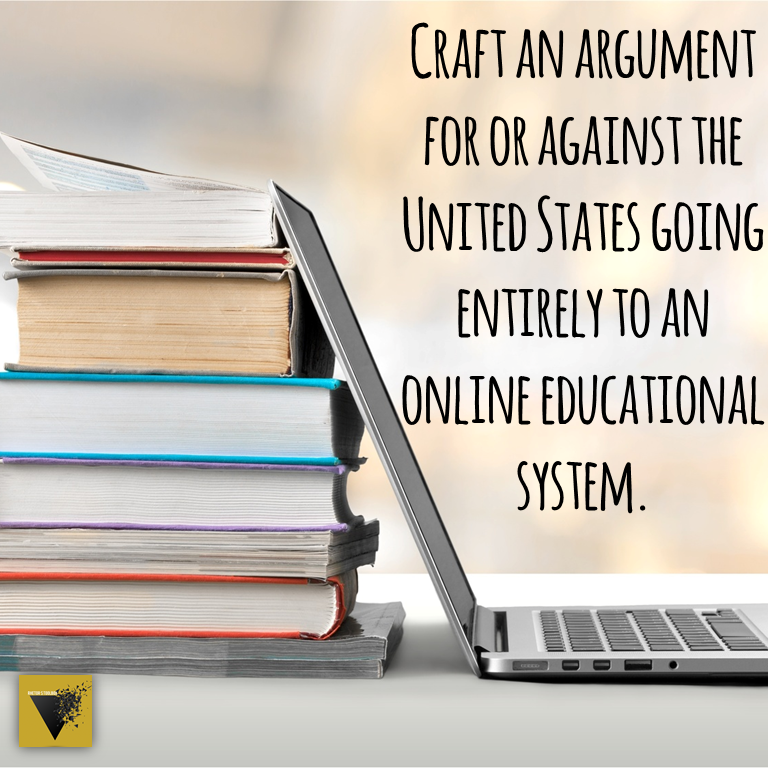 Craft an argument
for or against the
United States going
entirely to an
online educational
system.